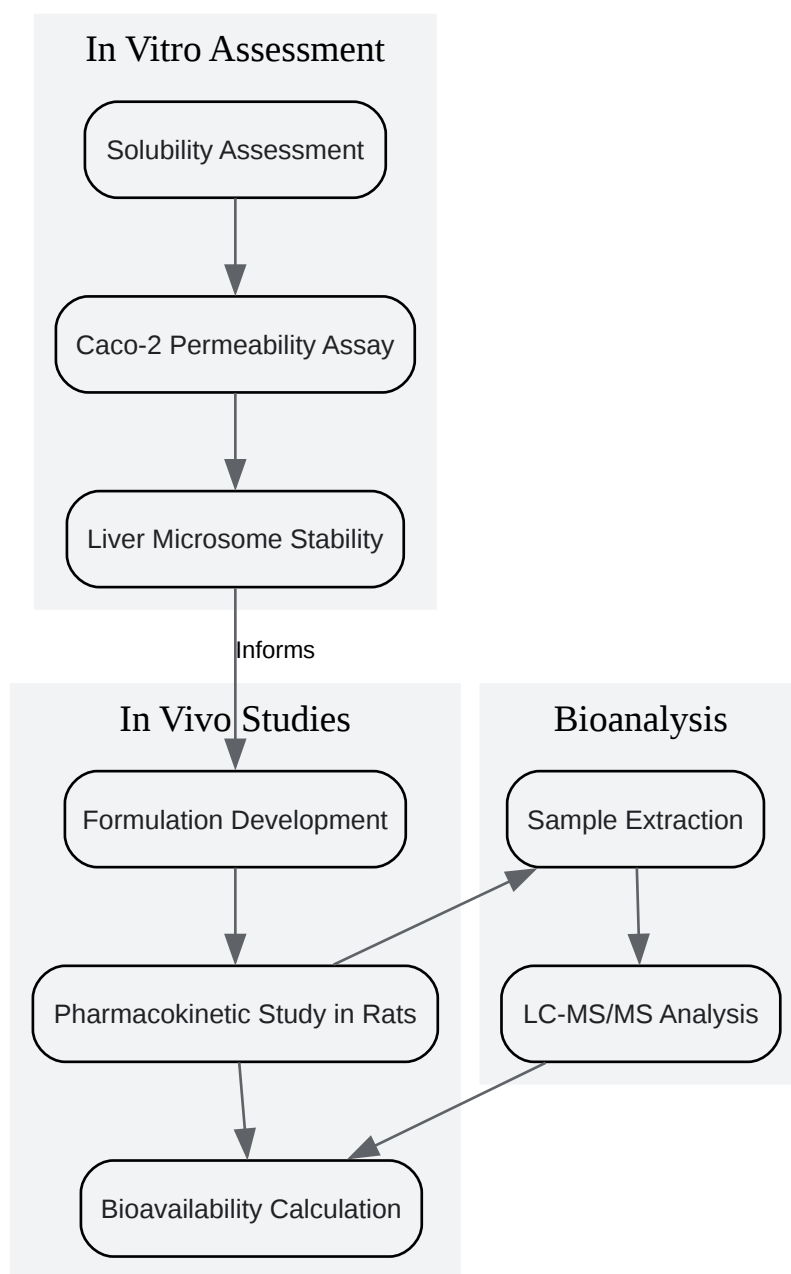 In Vitro Assessment
Solubility Assessment
Caco-2 Permeability Assay
Liver Microsome Stability
Informs
In Vivo Studies
Formulation Development
Pharmacokinetic Study in Rats
Bioavailability Calculation
Bioanalysis
Sample Extraction
LC-MS/MS Analysis